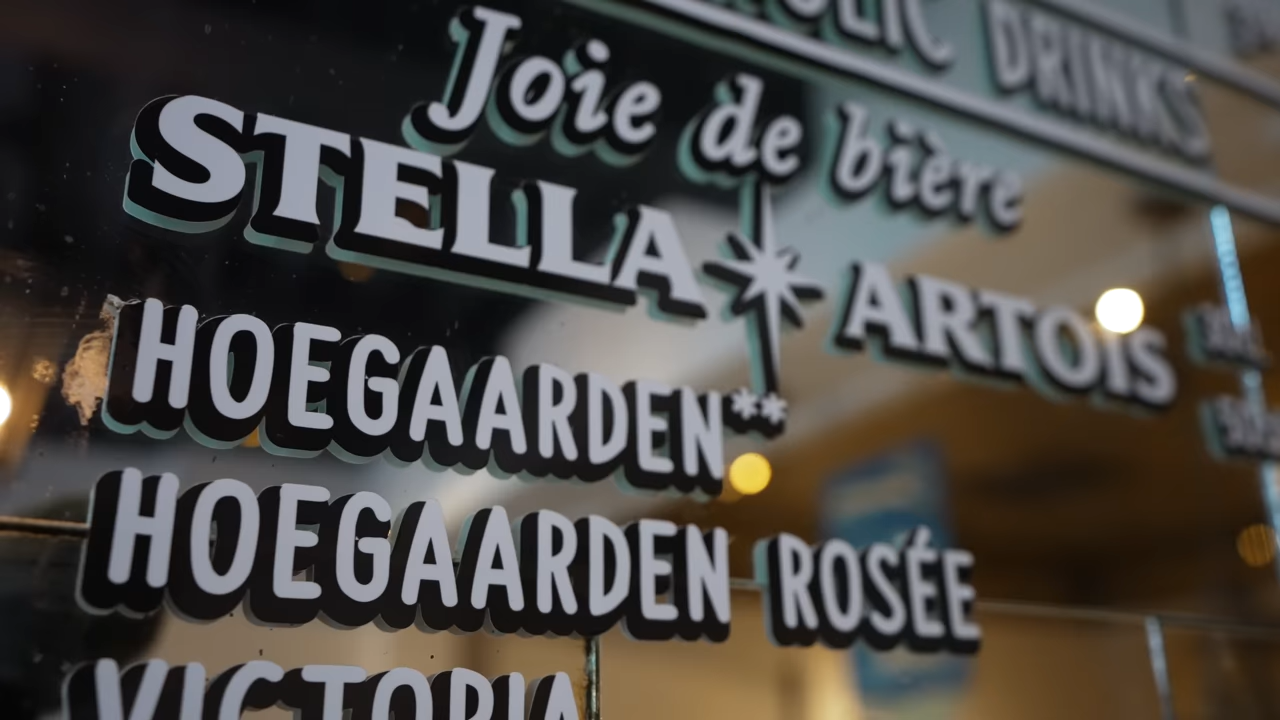 DRINKS
Joie de bière
STELLA ARTOIS
HOEGAARDEN**
HOEGAARDEN ROSÉE
VICTORIA